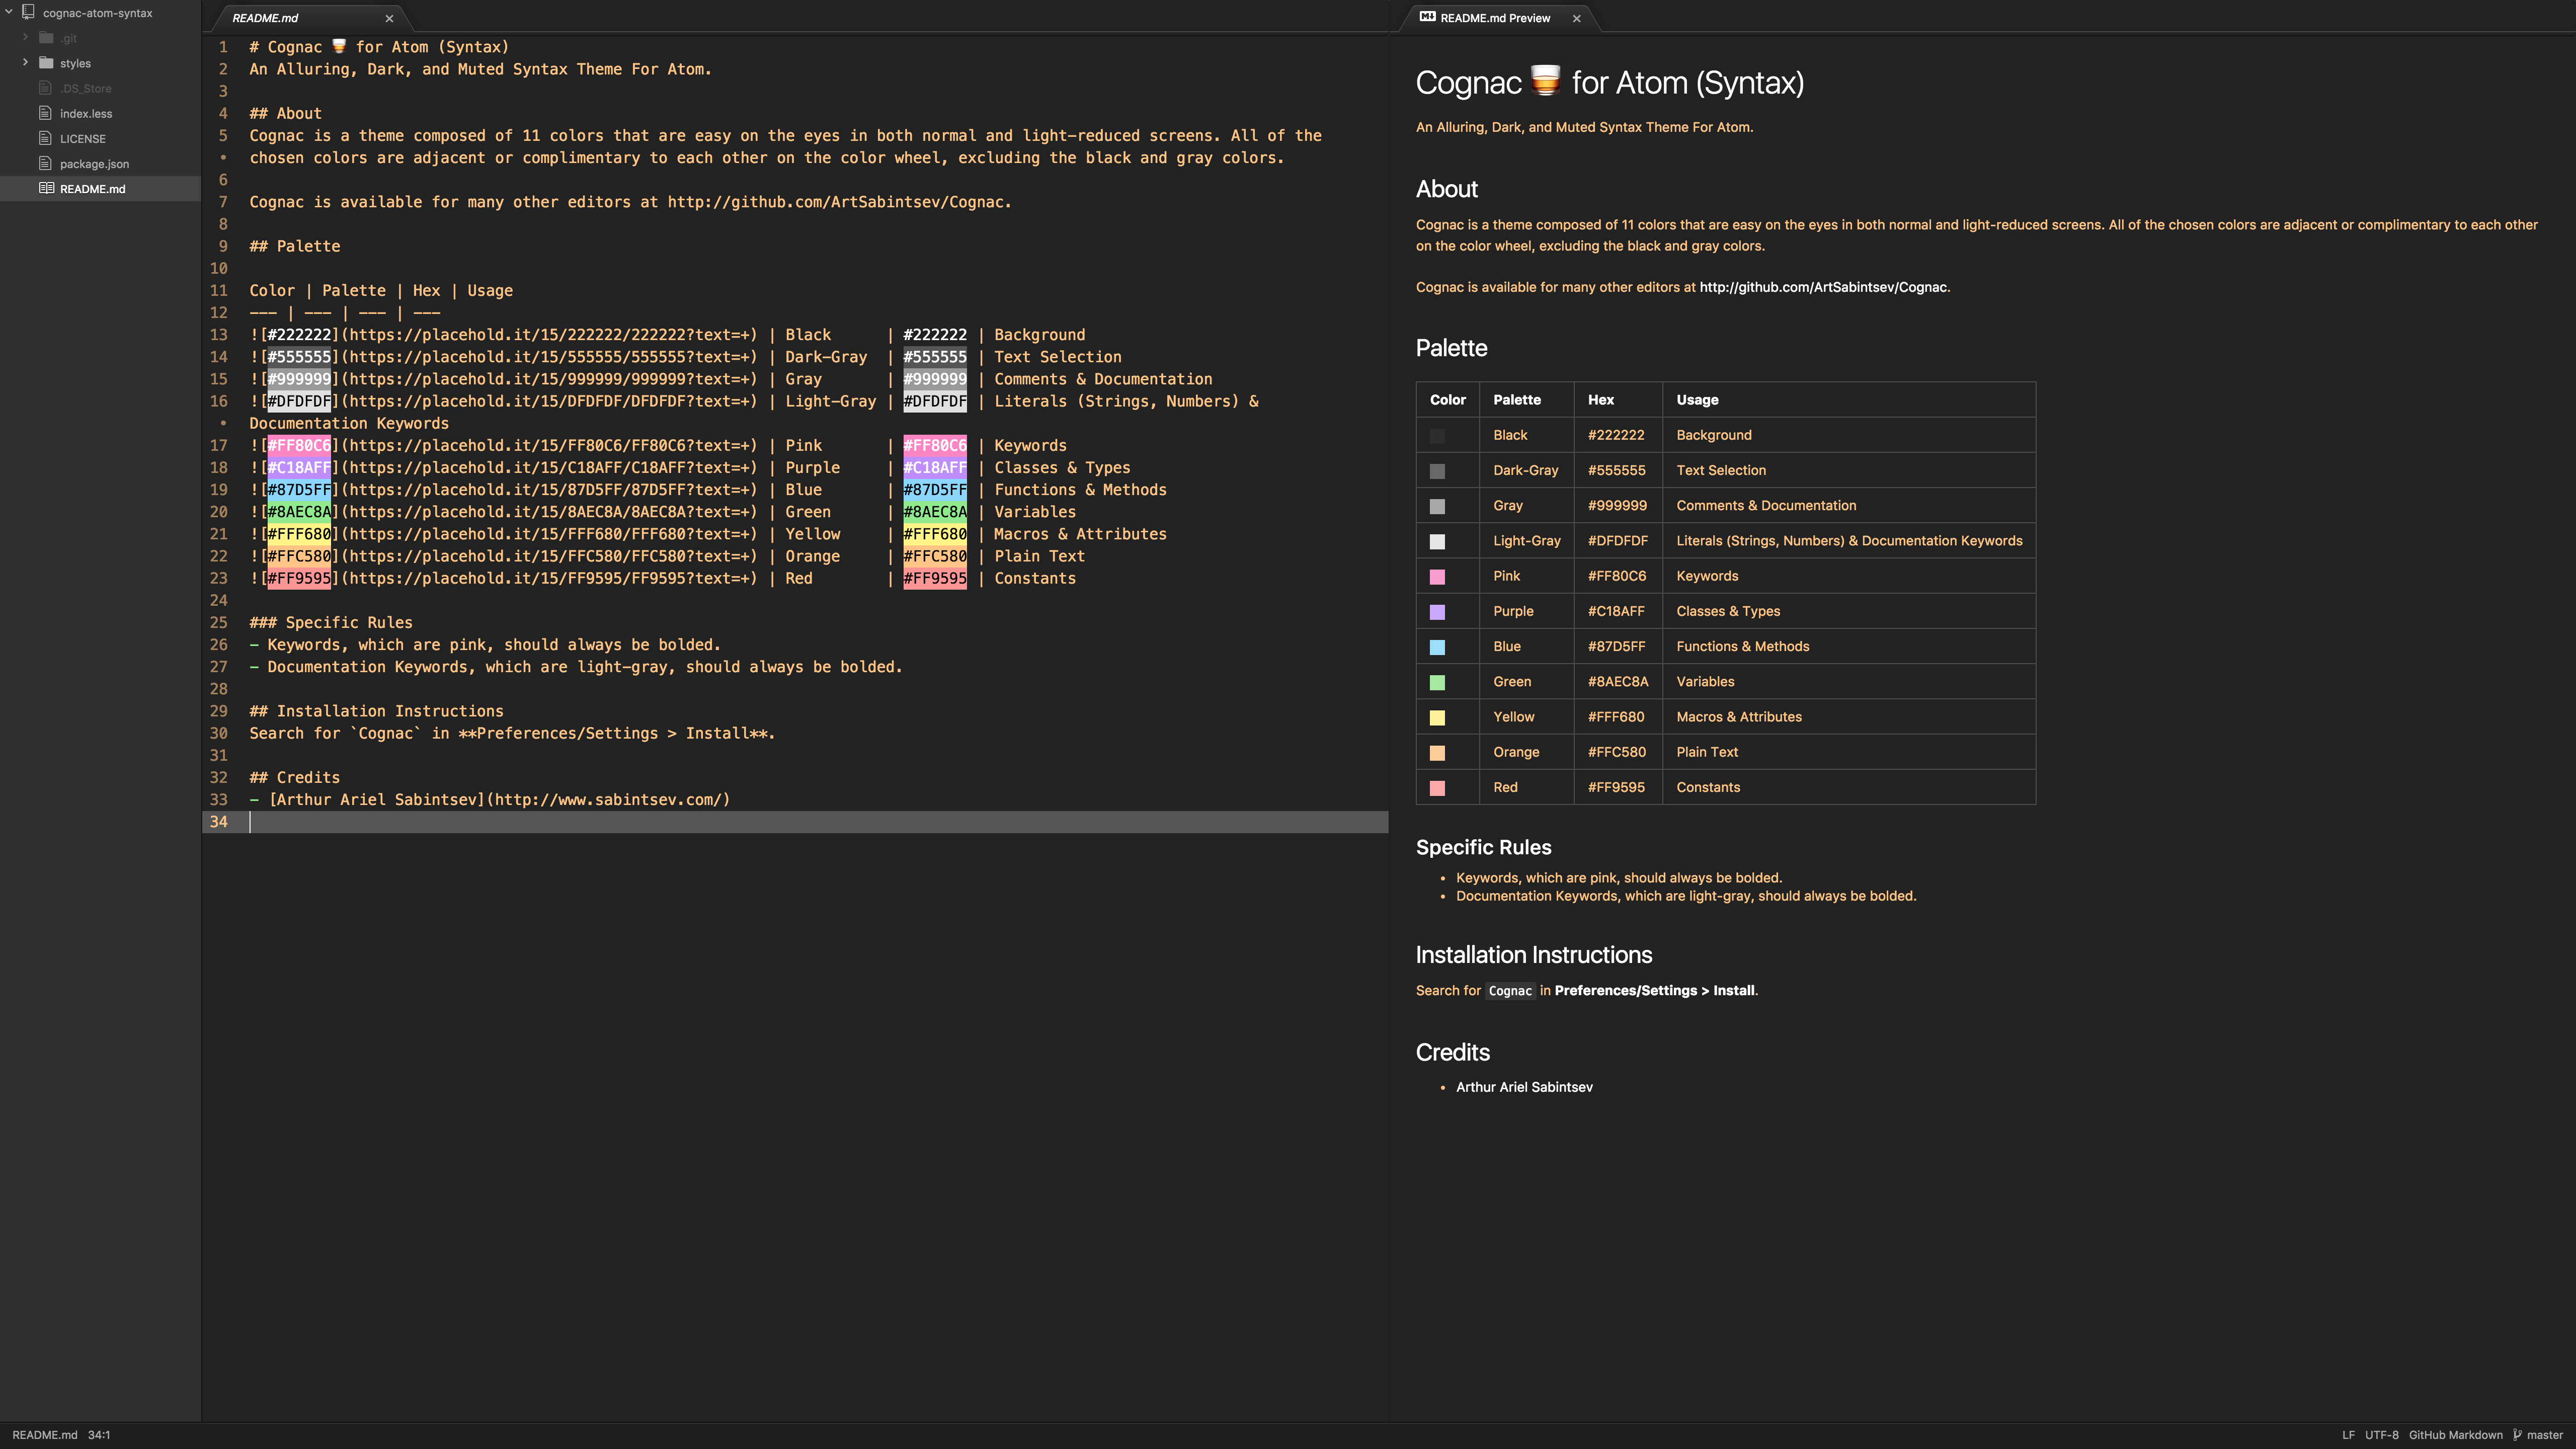 cognac-atom-syntax
.git
styles
.DS_Store
index.less
LICENSE
package.json
README.md
README.md
1 # Cognac 🥃 for Atom (Syntax)
2 An Alluring, Dark, and Muted Syntax Theme For Atom.
3
4 ## About
5 Cognac is a theme composed of 11 colors that are easy on the eyes in both normal and light-reduced screens. All of the
• chosen colors are adjacent or complimentary to each other on the color wheel, excluding the black and gray colors.
6
7 Cognac is available for many other editors at http://github.com/ArtSabintsev/Cognac.
8
9 ## Palette
10
11 Color | Palette | Hex | Usage
12 --- | --- | --- | ---
13 ![#222222](https://placehold.it/15/222222/222222?text=+) | Black | #222222 | Background
14 ![#555555](https://placehold.it/15/555555/555555?text=+) | Dark-Gray | #555555 | Text Selection
15 ![#999999](https://placehold.it/15/999999/999999?text=+) | Gray | #999999 | Comments & Documentation
16 ![#DFDFDF](https://placehold.it/15/DFDFDF/DFDFDF?text=+) | Light-Gray | #DFDFDF | Literals (Strings, Numbers) &
• Documentation Keywords
17 ![#FF80C6](https://placehold.it/15/FF80C6/FF80C6?text=+) | Pink | #FF80C6 | Keywords
18 ![#C18AFF](https://placehold.it/15/C18AFF/C18AFF?text=+) | Purple | #C18AFF | Classes & Types
19 ![#87D5FF](https://placehold.it/15/87D5FF/87D5FF?text=+) | Blue | #87D5FF | Functions & Methods
20 ![#8AEC8A](https://placehold.it/15/8AEC8A/8AEC8A?text=+) | Green | #8AEC8A | Variables
21 ![#FFF680](https://placehold.it/15/FFF680/FFF680?text=+) | Yellow | #FFF680 | Macros & Attributes
22 ![#FFC580](https://placehold.it/15/FFC580/FFC580?text=+) | Orange | #FFC580 | Plain Text
23 ![#FF9595](https://placehold.it/15/FF9595/FF9595?text=+) | Red | #FF9595 | Constants
24
25 ### Specific Rules
26 - Keywords, which are pink, should always be bolded.
27 - Documentation Keywords, which are light-gray, should always be bolded.
28
29 ## Installation Instructions
30 Search for `Cognac` in **Preferences/Settings > Install**.
31
32 ## Credits
33 - [Arthur Ariel Sabintsev](http://www.sabintsev.com/)
34
README.md Preview
Cognac 🥃 for Atom (Syntax)
An Alluring, Dark, and Muted Syntax Theme For Atom.
About
Cognac is a theme composed of 11 colors that are easy on the eyes in both normal and light-reduced screens. All of the chosen colors are adjacent or complimentary to each other
on the color wheel, excluding the black and gray colors.
Cognac is available for many other editors at http://github.com/ArtSabintsev/Cognac.
Palette
Color Palette Hex Usage
Black #222222 Background
Dark-Gray #555555 Text Selection
Gray #999999 Comments & Documentation
Light-Gray #DFDFDF Literals (Strings, Numbers) & Documentation Keywords
Pink #FF80C6 Keywords
Purple #C18AFF Classes & Types
Blue #87D5FF Functions & Methods
Green #8AEC8A Variables
Yellow #FFF680 Macros & Attributes
Orange #FFC580 Plain Text
Red #FF9595 Constants
Specific Rules
• Keywords, which are pink, should always be bolded.
• Documentation Keywords, which are light-gray, should always be bolded.
Installation Instructions
Search for Cognac in Preferences/Settings > Install.
Credits
• Arthur Ariel Sabintsev
README.md 34:1
LF UTF-8 GitHub Markdown master